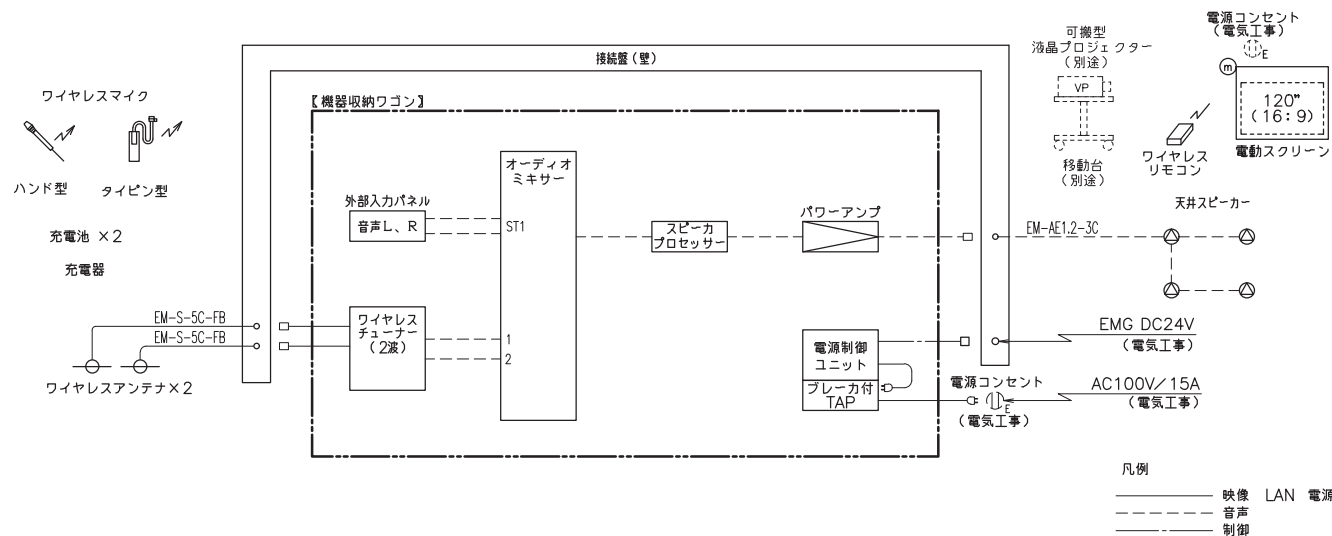 電源コンセント
(電気工事)
E
可搬型
液晶プロジェクター
(別途)
VP
m
120"
(16:9)
電動スクリーン
ワイヤレス
リモコン
移動台
(別途)
接続盤(壁)
【機器収納ワゴン】
ワイヤレスマイク
ハンド型
タイピン型
充電池 ×2
充電器
オーディオ
ミキサー
外部入力パネル
音声L、R
ST1
スピーカ
プロセッサー
パワーアンプ
天井スピーカー
EM-AE1.2-3C
EM-S-5C-FB
EM-S-5C-FB
ワイヤレスアンテナ×2
ワイヤレス
チューナー
(2波)
1
2
電源制御
ユニット
ブレーカ付
TAP
EMG DC24V
(電気工事)
電源コンセント
E
(電気工事)
AC100V/15A
(電気工事)
凡例
映像 LAN 電源
音声
制御